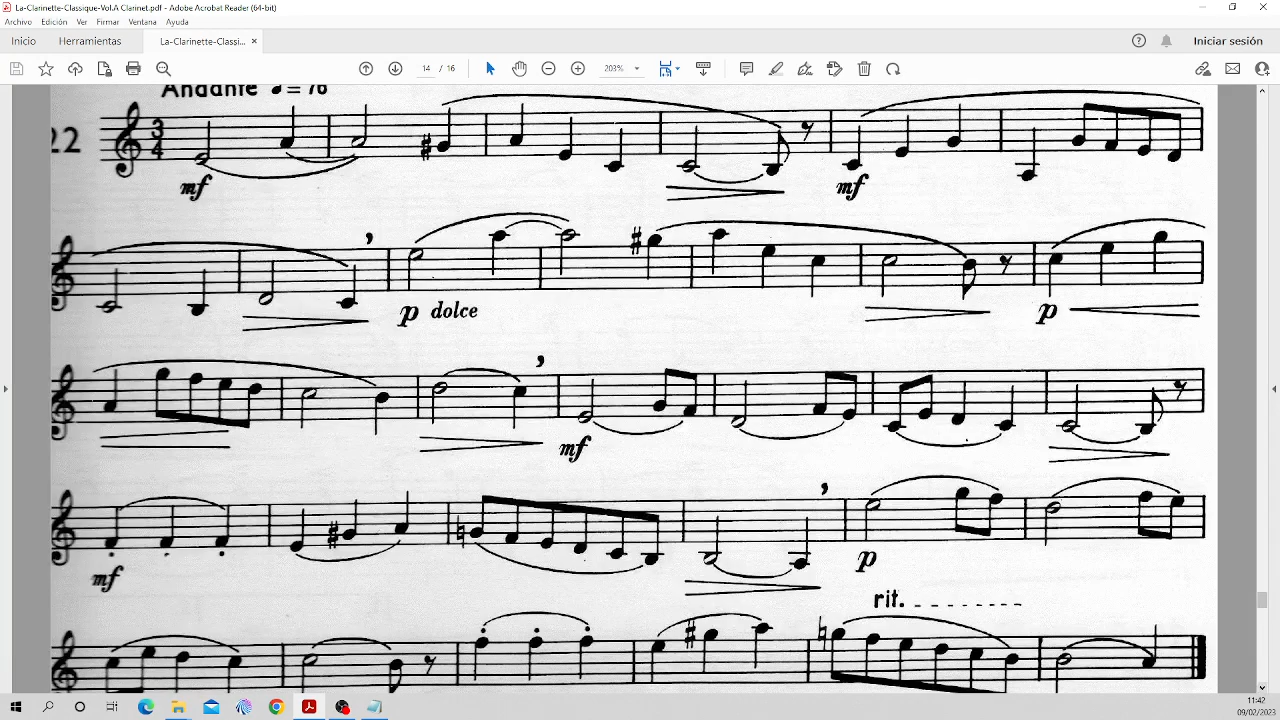 La-Clarinette-Classique-Vol.A Clarinet.pdf - Adobe Acrobat Reader (64-bit)
Archivo Edición Ver Firmar Ventana Ayuda
Inicio Herramientas La-Clarinette-Classi... ×
Iniciar sesión
14 / 16
203%
Andante = 76
22
3
4
mf mf
p dolce p
mf
mf p
rit.
11:42
09/02/2023